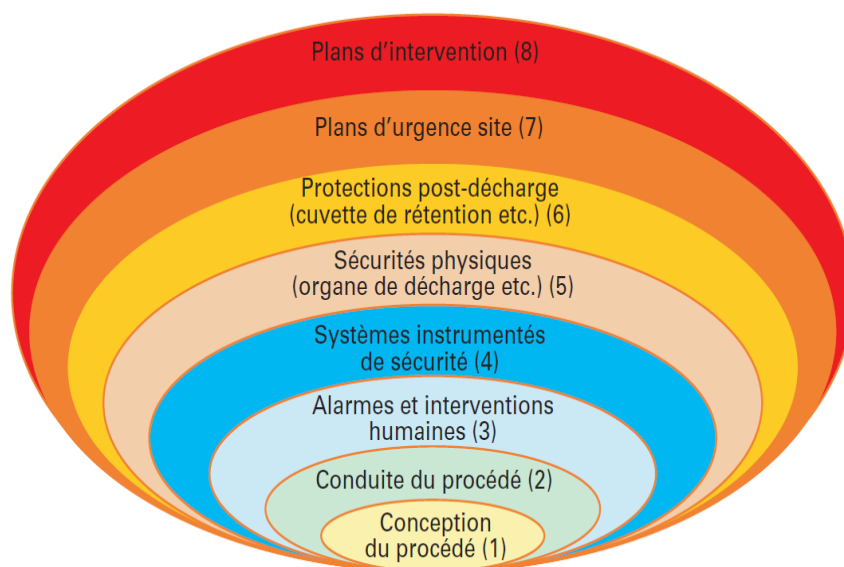 Plans d'intervention (8)
Plans d'urgence site (7)
Protections post-décharge
(cuvette de rétention etc.) (6)
Sécurités physiques
(organe de décharge etc.) (5)
Systèmes instrumentés
de sécurité (4)
Alarmes et interventions
humaines (3)
Conduite du procédé (2)
Conception
du procédé (1)